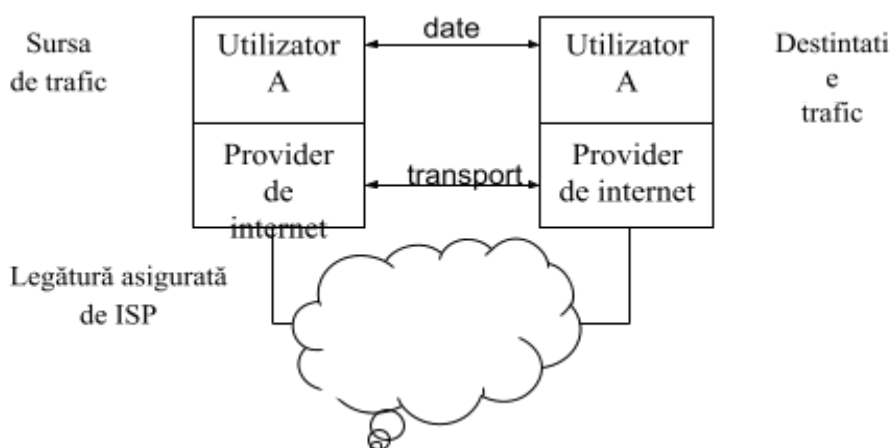 Sursa
de trafic
Utilizator
A
date
Utilizator
A
Destintati
e
trafic
Provider
de
internet
transport
Provider
de internet
Legătură asigurată
de ISP